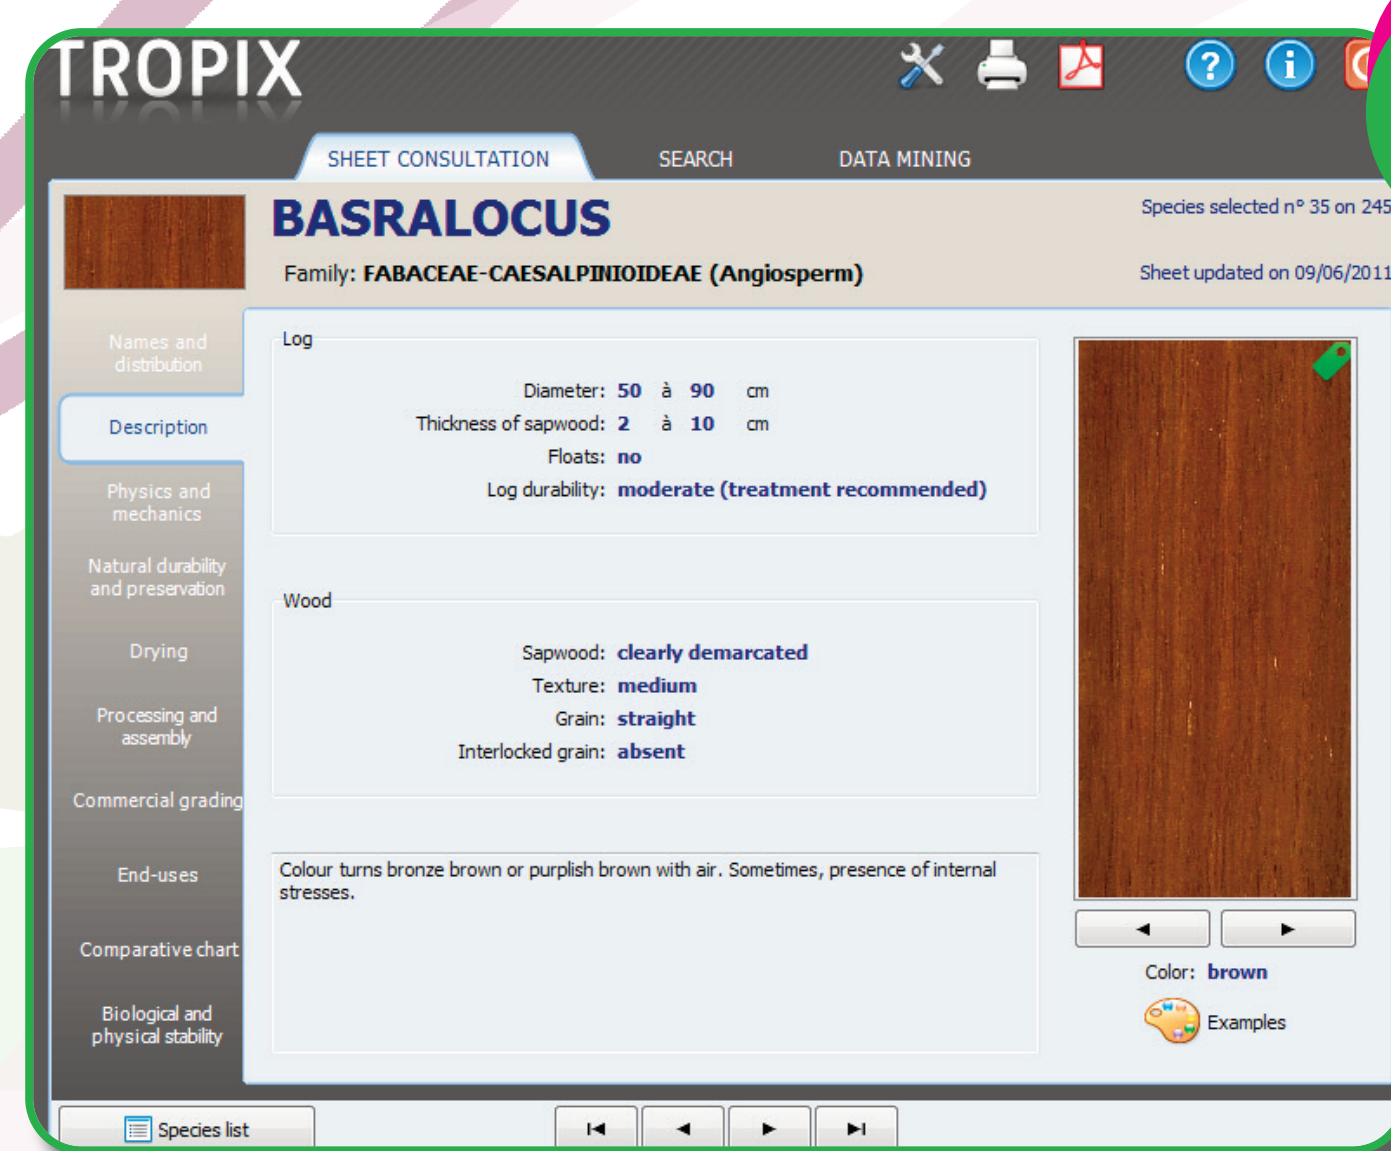 TROPIX
SHEET CONSULTATION SEARCH DATA MINING
BASRALOCUS
Species selected nº 35 on 245
Family: FABACEAE-CAESALPINIOIDEAE (Angiosperm)
Sheet updated on 09/06/2011
Names and
distribution
Description
Physics and
mechanics
Natural durability
and preservation
Drying
Processing and
assembly
Commercial grading
End-uses
Comparative chart
Biological and
physical stability
Log
Diameter: 50 à 90 cm
Thickness of sapwood: 2 à 10 cm
Floats: no
Log durability: moderate (treatment recommended)
Wood
Sapwood: clearly demarcated
Texture: medium
Grain: straight
Interlocked grain: absent
Colour turns bronze brown or purplish brown with air. Sometimes, presence of internal
stresses.
Color: brown
Examples
Species list